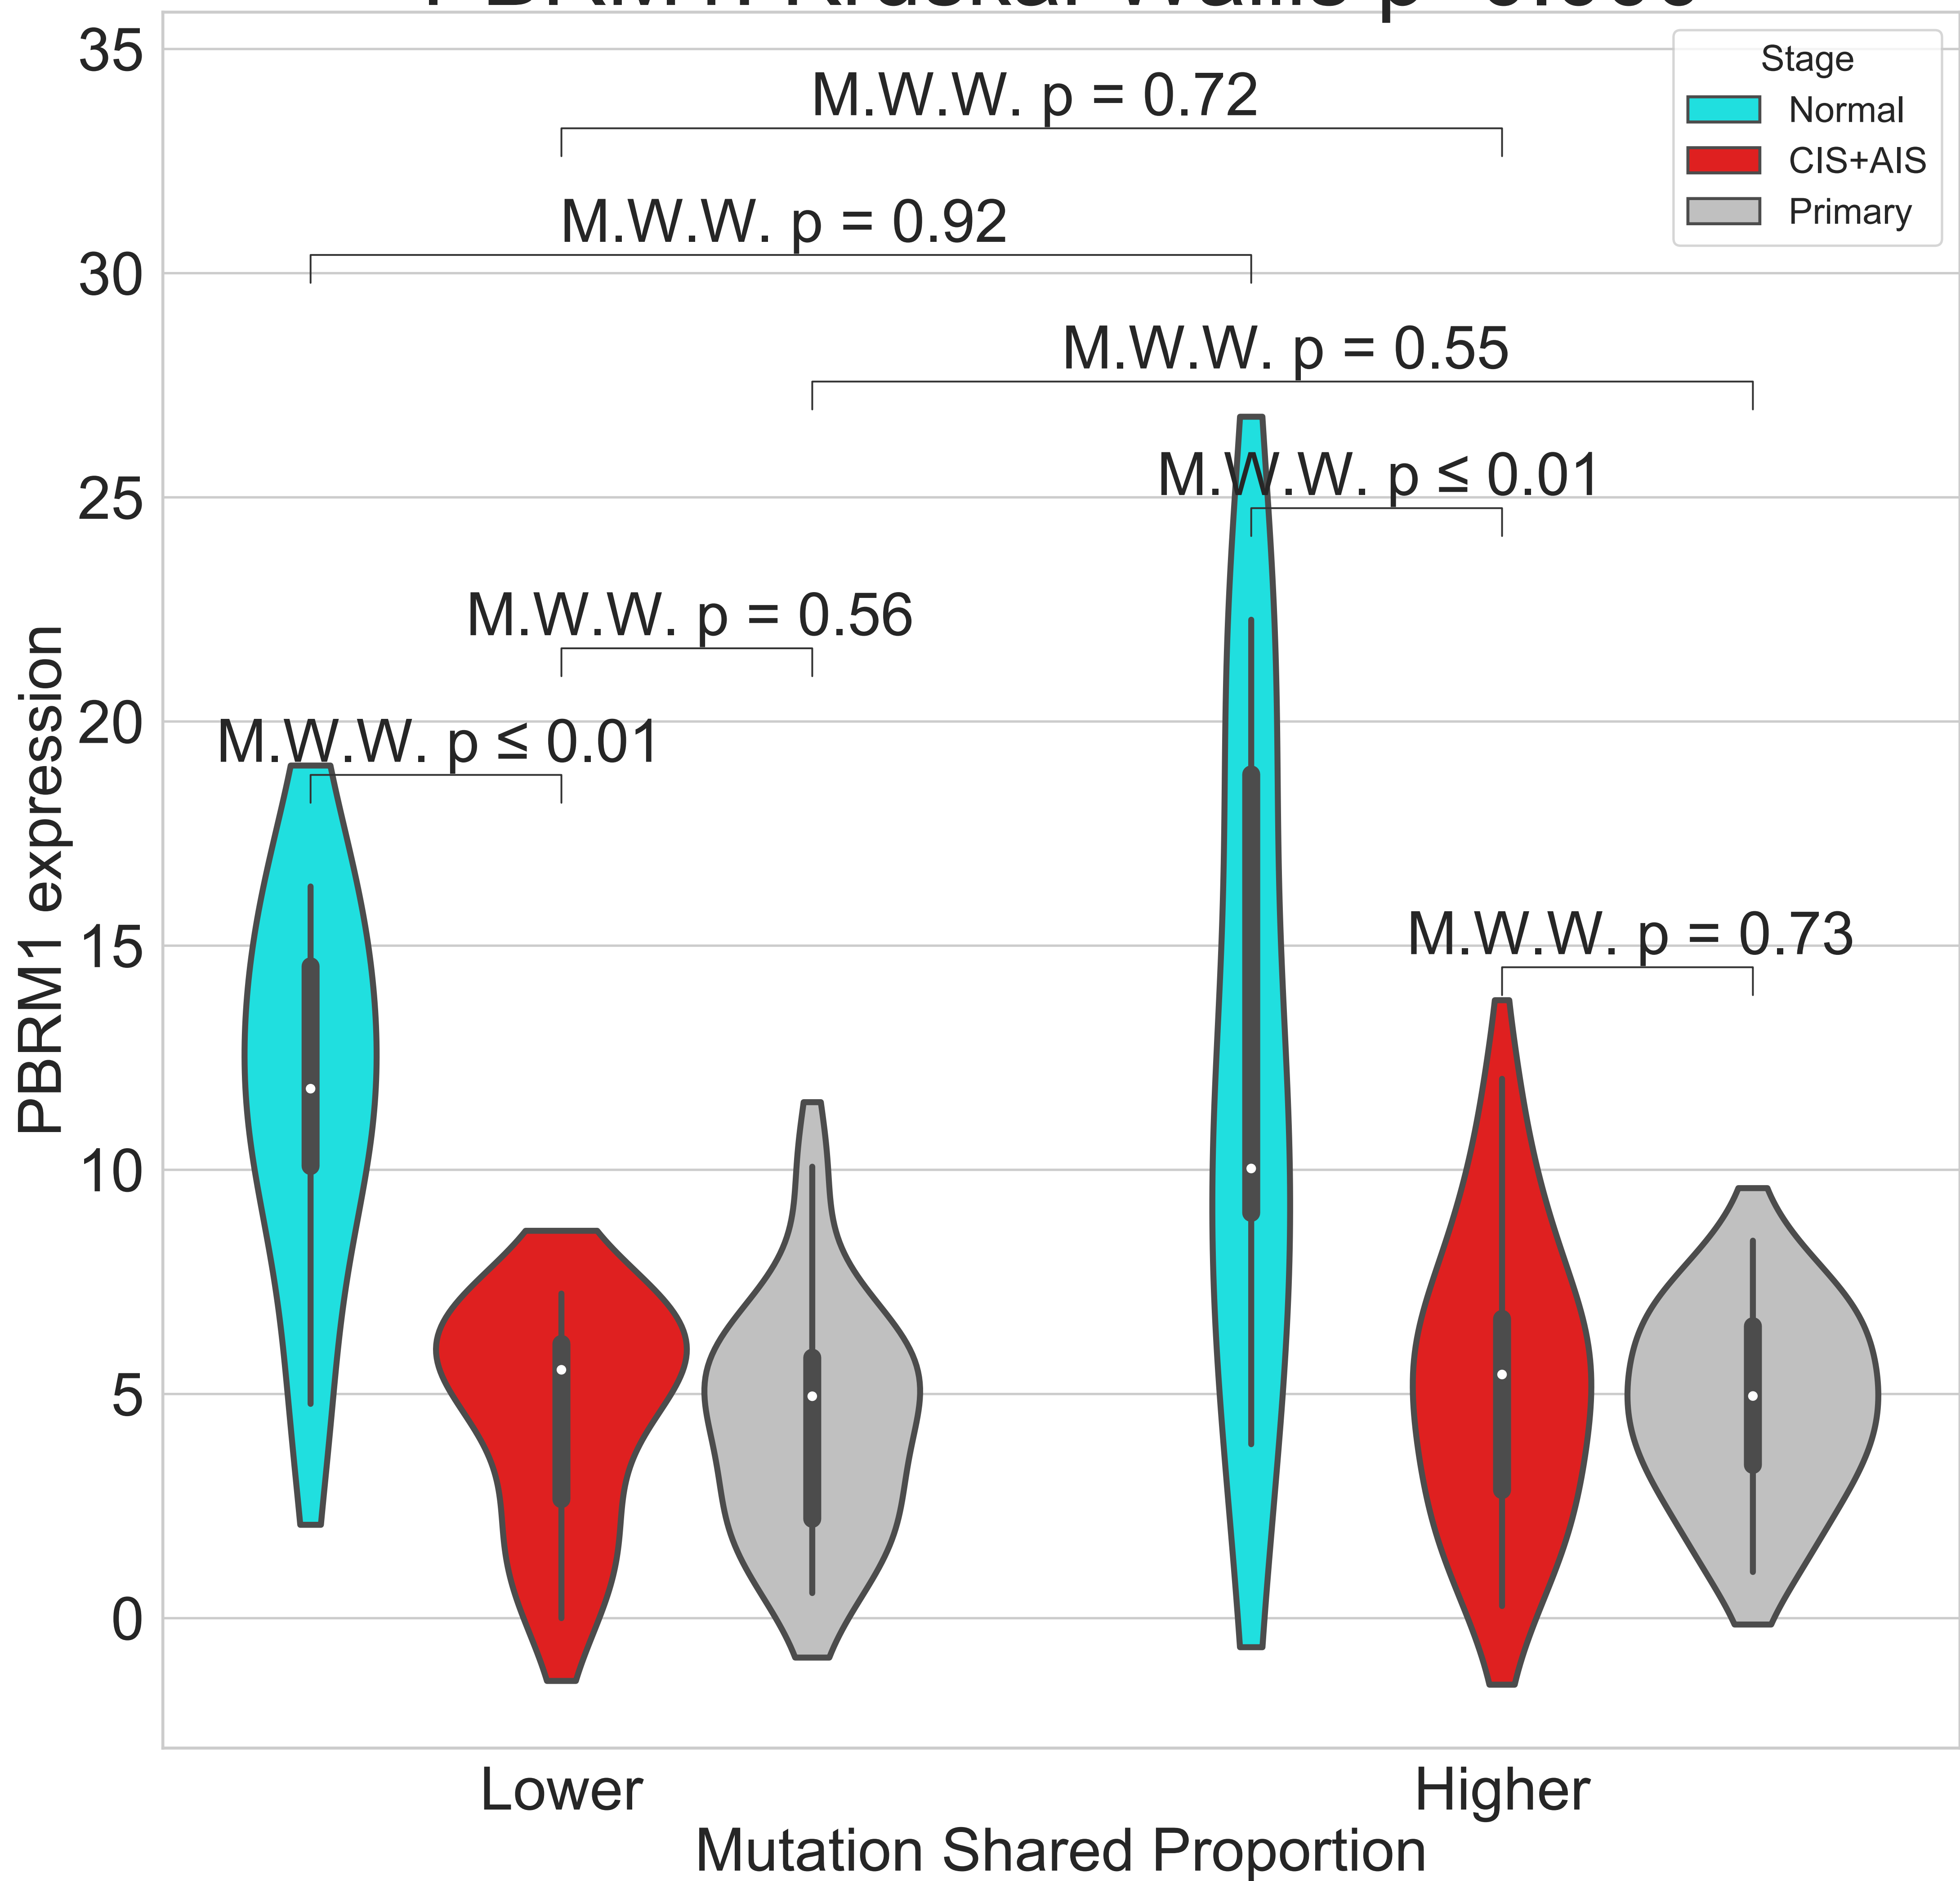 35
30
25
20
15
10
5
0
PBRM1 expression
M.W.W. p = 0.72
M.W.W. p = 0.92
M.W.W. p = 0.55
M.W.W. p ≤ 0.01
M.W.W. p = 0.56
M.W.W. p ≤ 0.01
M.W.W. p = 0.73
Stage
Normal
CIS+AIS
Primary
Lower
Higher
Mutation Shared Proportion